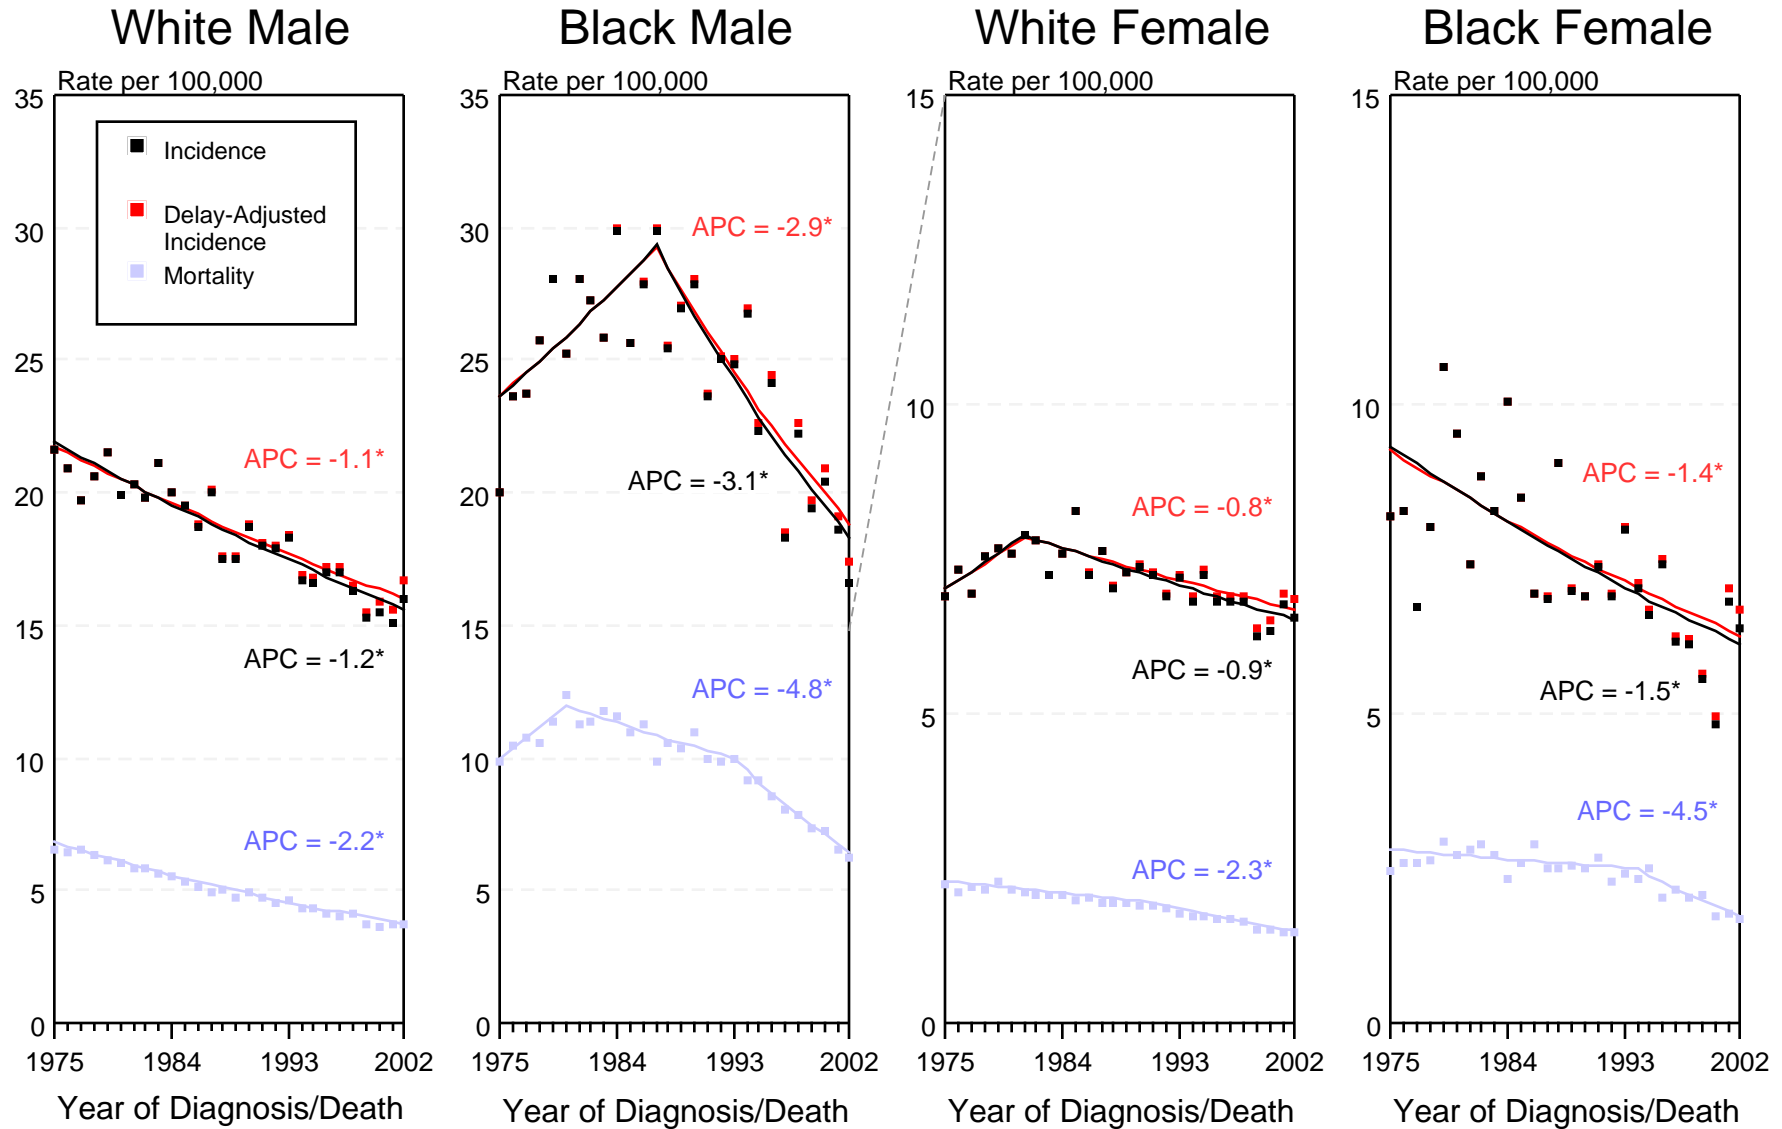 White Male
Black Male
White Female
Black Female
Rate per 100,000
Rate per 100,000
Rate per 100,000
Rate per 100,000
35
30
25
20
15
10
5
0
Incidence
Delay-Adjusted
Incidence
Mortality
APC = -1.1*
APC = -1.2*
APC = -2.2*
1975
1984
1993
2002
Year of Diagnosis/Death
35
30
25
20
15
10
5
0
APC = -2.9*
APC = -3.1*
APC = -4.8*
1975
1984
1993
2002
Year of Diagnosis/Death
15
10
5
0
APC = -0.8*
APC = -0.9*
APC = -2.3*
1975
1984
1993
2002
Year of Diagnosis/Death
15
10
5
0
APC = -1.4*
APC = -1.5*
APC = -4.5*
1975
1984
1993
2002
Year of Diagnosis/Death